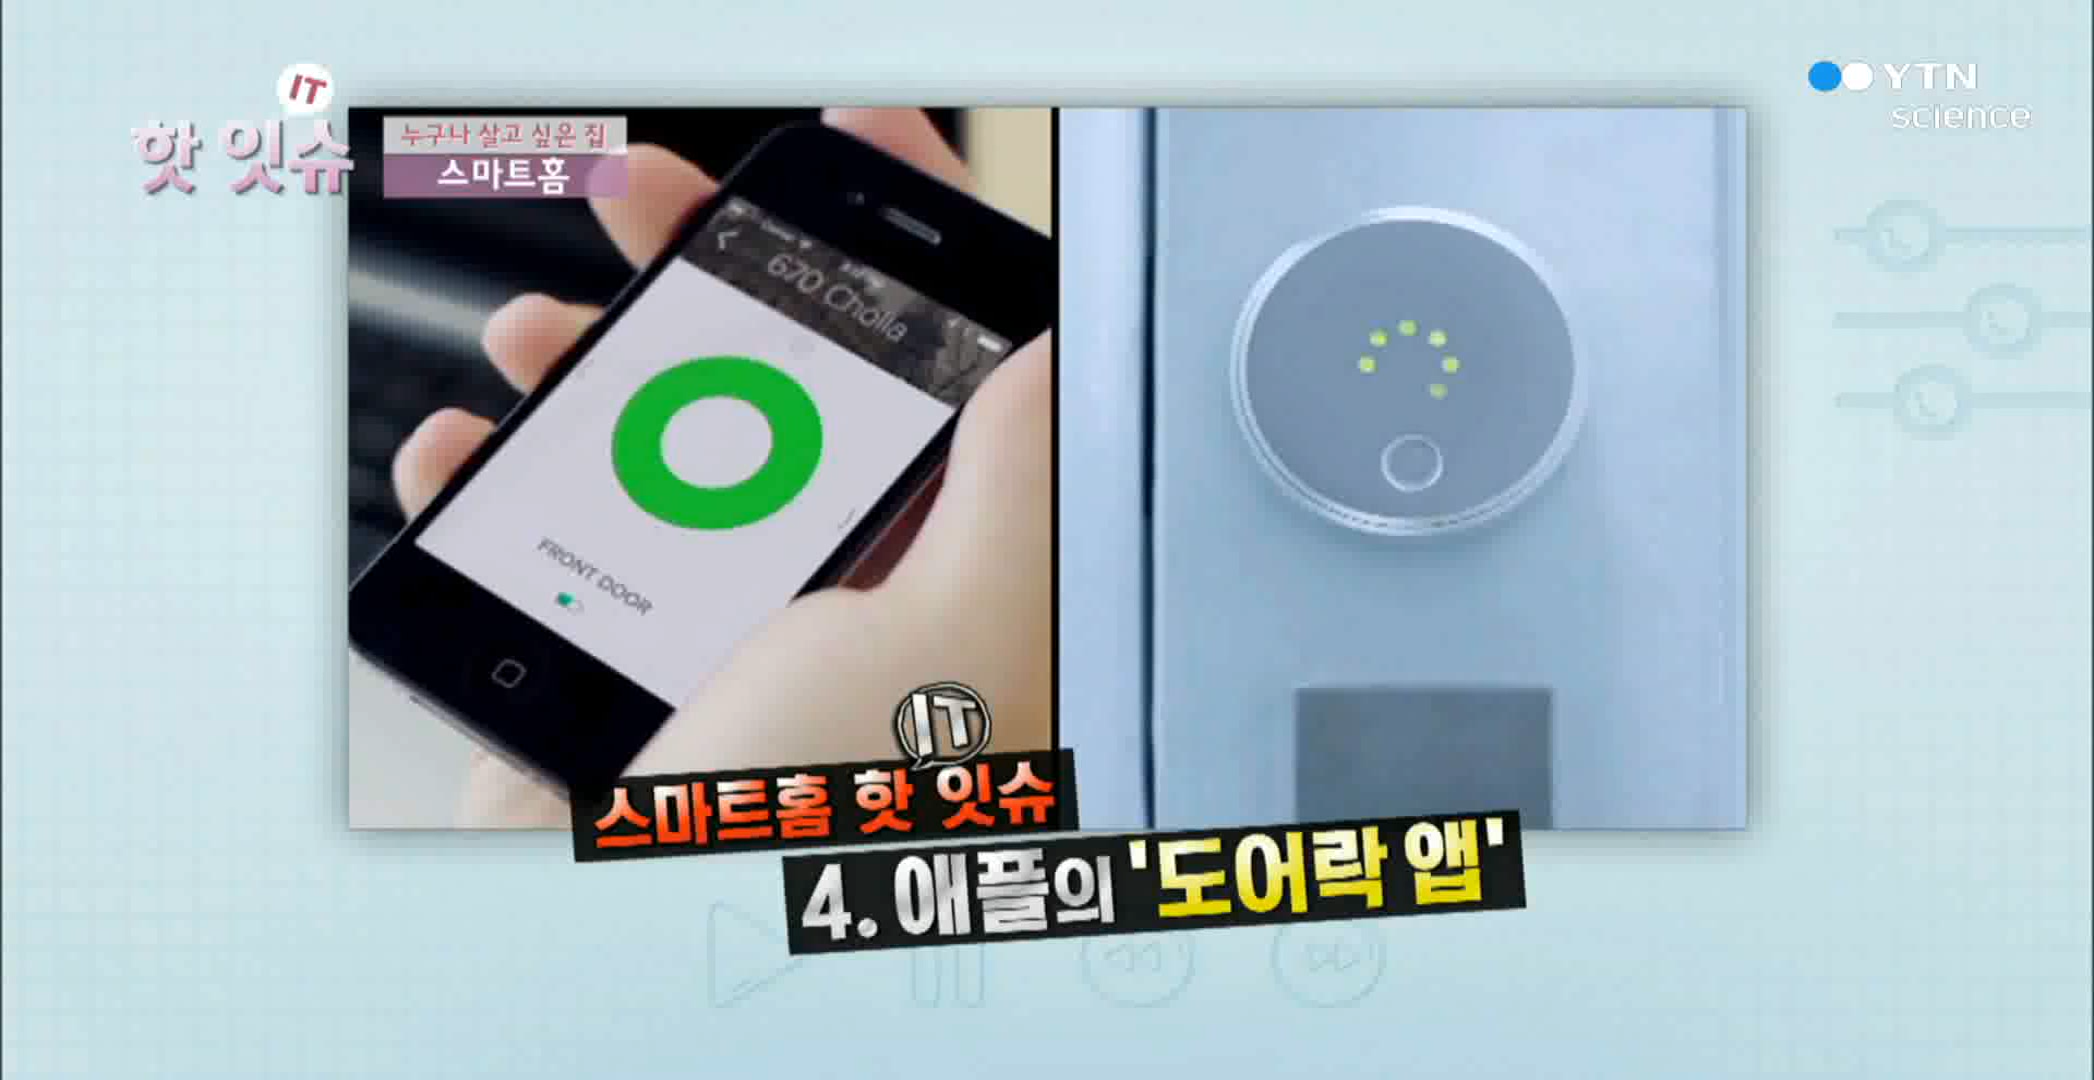 IT
핫 잇슈
누구나 살고 싶은 집
스마트홈
YTN
science
670 Cholla
FRONT DOOR
IT
스마트홈 핫 잇슈
4. 애플의 '도어락 앱'